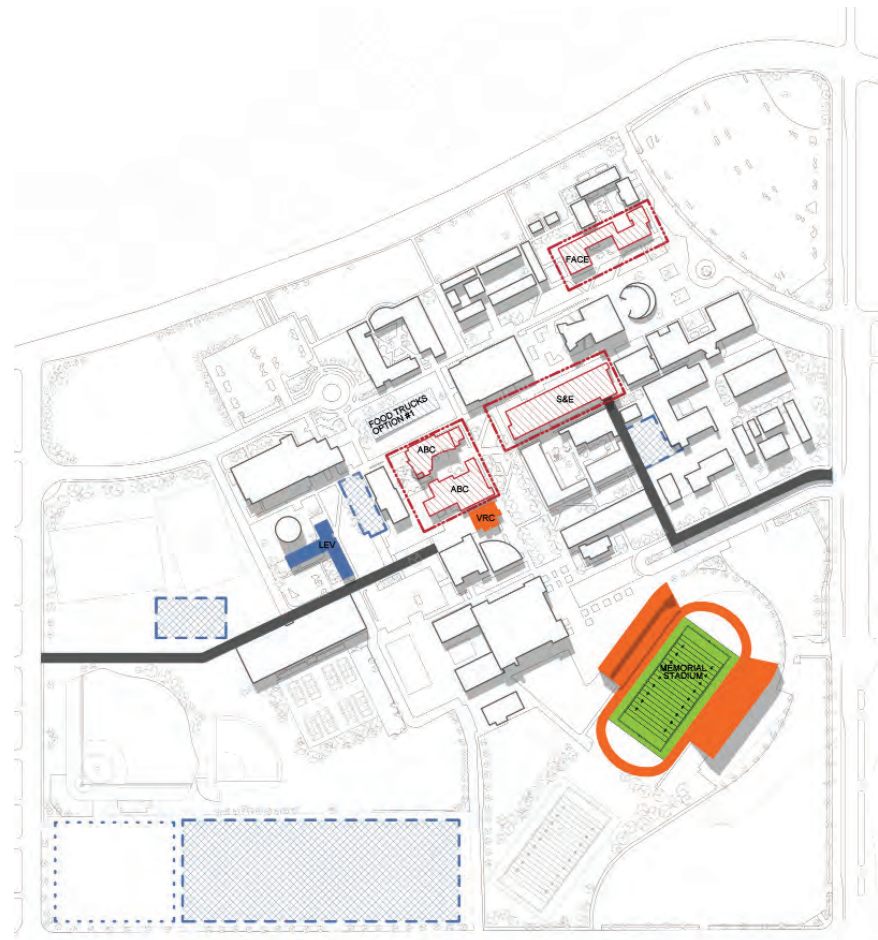 FACE
S&E
FOOD TRUCKS
OPTION #1
ABC
ABC
VRC
LEV
MEMORIAL
STADIUM